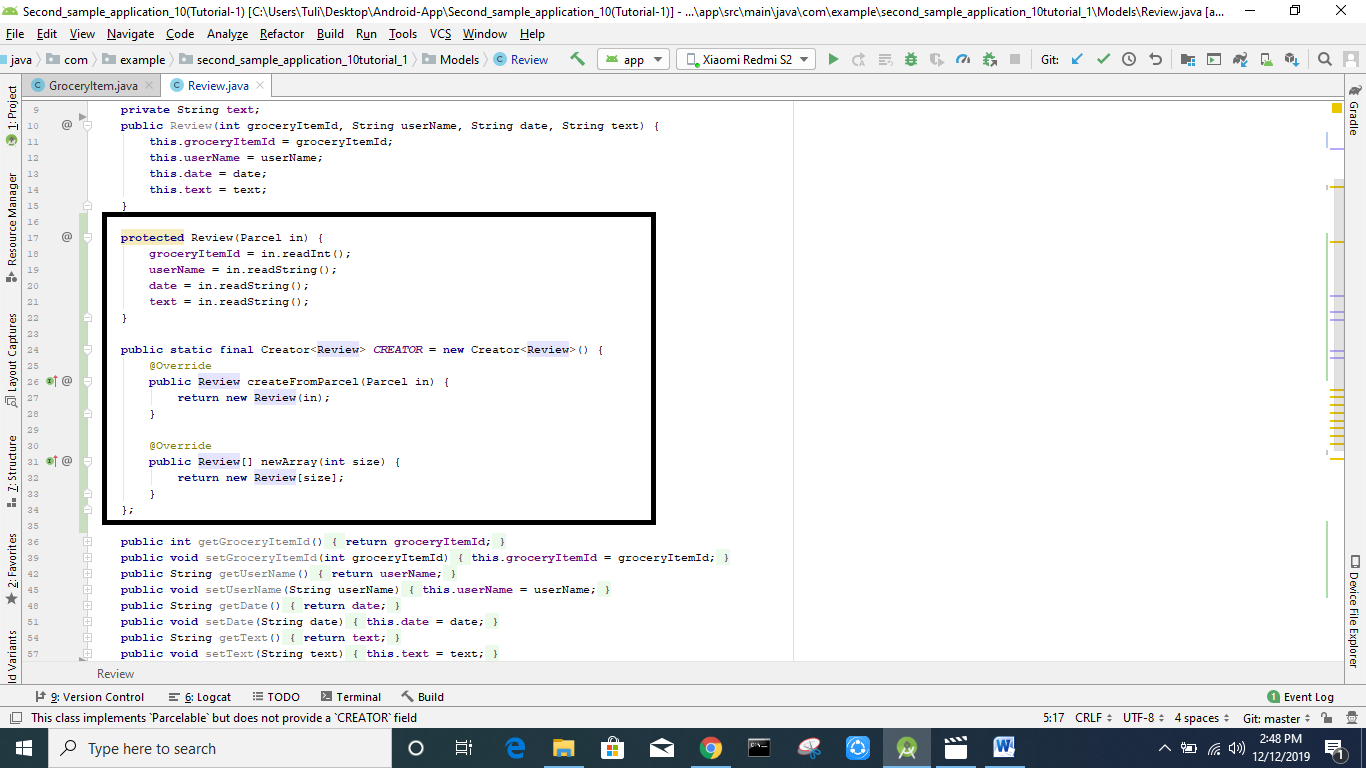 Second_sample_application_10(Tutorial-1) [C:\Users\Tuli\Desktop\Android-App\Second_sample_application_10(Tutorial-1)] - ...\app\src\main\java\com\example\second_sample_application_10tutorial_1\Models\Review.java [a...
File Edit View Navigate Code Analyze Refactor Build Run Tools VCS Window Help
java com example second_sample_application_10tutorial_1 Models Review app Xiaomi Redmi S2 Git:
GroceryItem.java Review.java
1: Project
Resource Manager
Layout Captures
7: Structure
2: Favorites
ld Variants
9 private String text;
10 @ public Review(int groceryItemId, String userName, String date, String text) {
11 this.groceryItemId = groceryItemId;
12 this.userName = userName;
13 this.date = date;
14 this.text = text;
15 }
16
17 @ protected Review(Parcel in) {
18 groceryItemId = in.readInt();
19 userName = in.readString();
20 date = in.readString();
21 text = in.readString();
22 }
23
24 public static final Creator<Review> CREATOR = new Creator<Review>() {
25 @Override
26 @ public Review createFromParcel(Parcel in) {
27 return new Review(in);
28 }
29
30 @Override
31 @ public Review[] newArray(int size) {
32 return new Review[size];
33 }
34 };
35
36 public int getGroceryItemId() { return groceryItemId; }
39 public void setGroceryItemId(int groceryItemId) { this.groceryItemId = groceryItemId; }
42 public String getUserName() { return userName; }
45 public void setUserName(String userName) { this.userName = userName; }
48 public String getDate() { return date; }
51 public void setDate(String date) { this.date = date; }
54 public String getText() { return text; }
57 public void setText(String text) { this.text = text; }
Gradle
Device File Explorer
Review
9: Version Control 6: Logcat TODO Terminal Build 1 Event Log
This class implements `Parcelable` but does not provide a `CREATOR` field 5:17 CRLF UTF-8 4 spaces Git: master
Type here to search
2:48 PM
12/12/2019
1